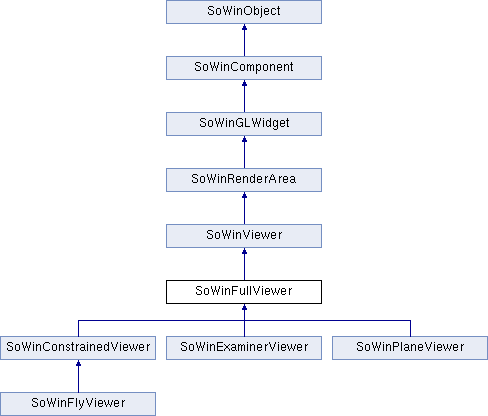 SoWinObject
SoWinComponent
SoWinGLWidget
SoWinRenderArea
SoWinViewer
SoWinFullViewer
SoWinConstrainedViewer
SoWinExaminerViewer
SoWinPlaneViewer
SoWinFlyViewer